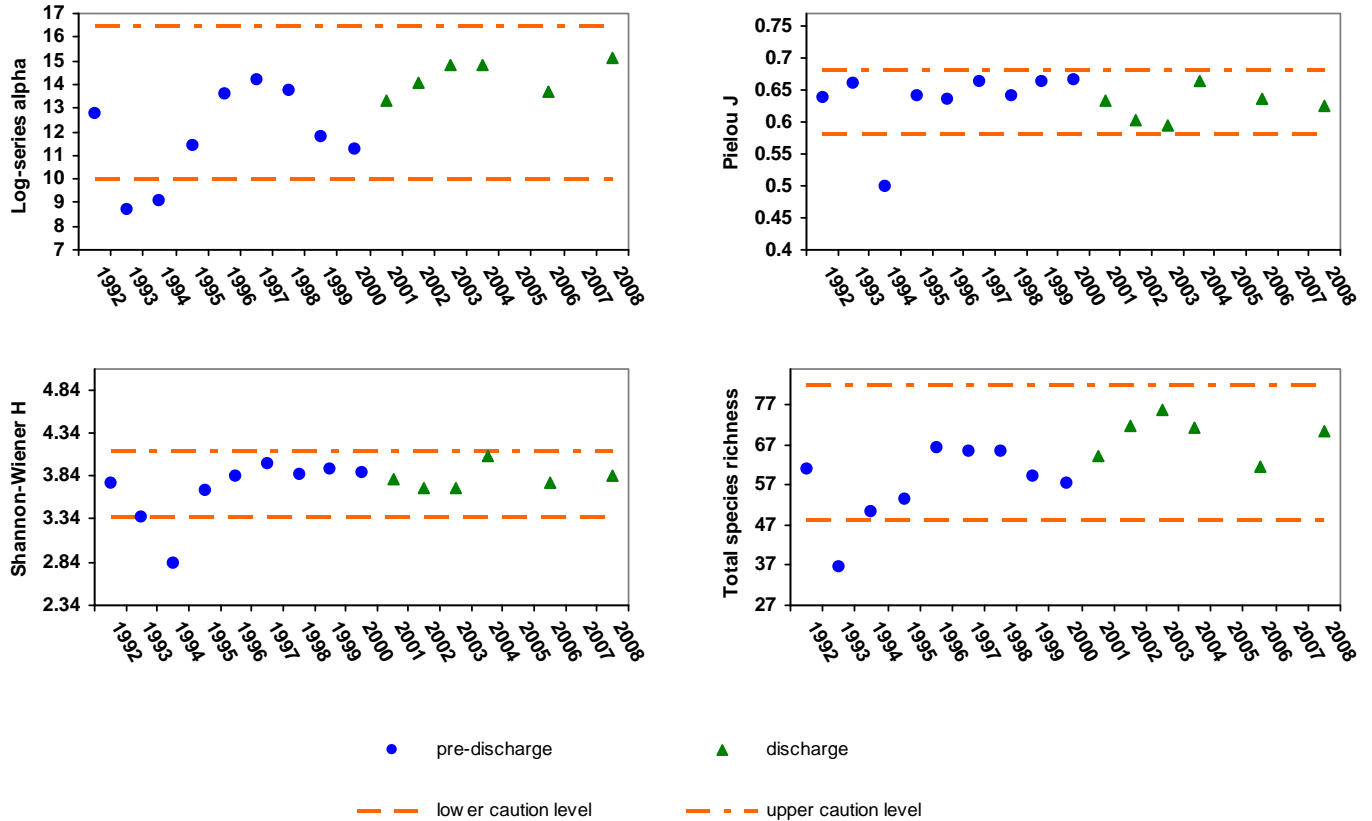 Log-series alpha
17
16
15
14
13
12
11
10
9
8
7
1992 1993 1994 1995 1996 1997 1998 1999 2000 2001 2002 2003 2004 2005 2006 2007 2008
Pielou J
0.75
0.7
0.65
0.6
0.55
0.5
0.45
0.4
1992 1993 1994 1995 1996 1997 1998 1999 2000 2001 2002 2003 2004 2005 2006 2007 2008
Shannon-Wiener H
4.84
4.34
3.84
3.34
2.84
2.34
1992 1993 1994 1995 1996 1997 1998 1999 2000 2001 2002 2003 2004 2005 2006 2007 2008
Total species richness
77
67
57
47
37
27
1992 1993 1994 1995 1996 1997 1998 1999 2000 2001 2002 2003 2004 2005 2006 2007 2008
pre-discharge
discharge
lower caution level
upper caution level